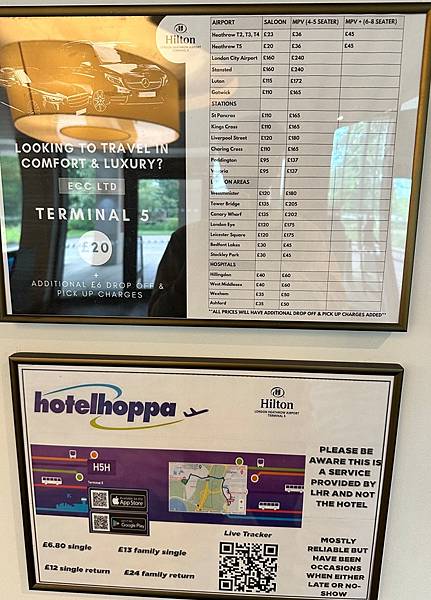 Hilton
LONDON HEATHROW AIRPORT
TERMINAL 5
LOOKING TO TRAVEL IN
COMFORT & LUXURY?
ECC LTD
TERMINAL 5
£20
+
ADDITIONAL £6 DROP OFF &
PICK UP CHARGES
AIRPORT SALOON MPV (4-5 SEATER) MPV + (6-8 SEATER)
Heathrow T2, T3, T4 £23 £36 £45
Heathrow T5 £20 £36 £45
London City Airport £160 £240
Stansted £160 £240
Luton £115 £172
Gatwick £110 £165
STATIONS
St Pancras £110 £165
Kings Cross £110 £165
Liverpool Street £120 £180
Charing Cross £110 £165
Paddington £95 £137
Victoria £95 £137
LONDON AREAS
Westminster £120 £180
Tower Bridge £135 £205
Canary Wharf £135 £202
London Eye £120 £175
Leicester Square £120 £175
Bedfont Lakes £30 £45
Stockley Park £30 £45
HOSPITALS
Hillingdon £40 £60
West Middlesex £40 £60
Wexham £35 £50
Ashford £35 £50
**ALL PRICES WILL HAVE ADDITIONAL DROP OFF & PICK UP CHARGES ADDED**
hotelhoppa
Hilton
LONDON HEATHROW AIRPORT
TERMINAL 5
H5H
Terminal 5
App Store
Google Play
£6.80 single
£13 family single
£12 single return
£24 family return
Live Tracker
PLEASE BE
AWARE THIS IS
A SERVICE
PROVIDED BY
LHR AND NOT
THE HOTEL
MOSTLY
RELIABLE BUT
HAVE BEEN
OCCASIONS
WHEN EITHER
LATE OR NO-
SHOW